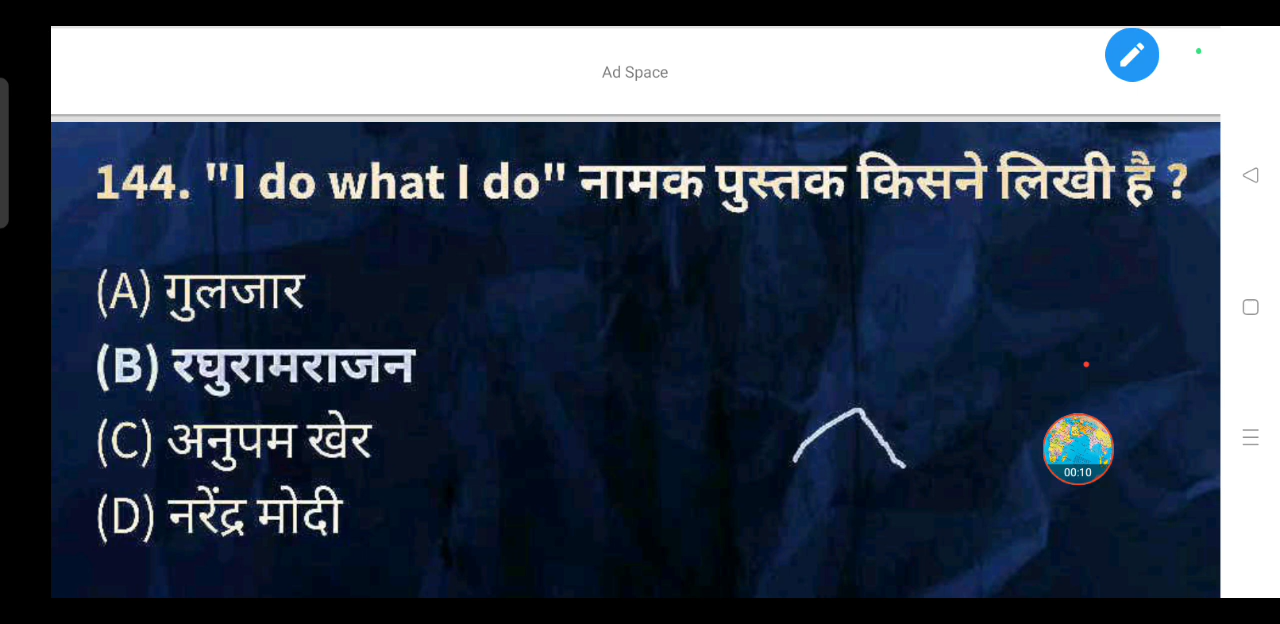 Ad Space
144. "I do what I do" नामक पुस्तक किसने लिखी है ?
(A) गुलजार
(B) रघुरामराजन
(C) अनुपम खेर
(D) नरेंद्र मोदी
00:10